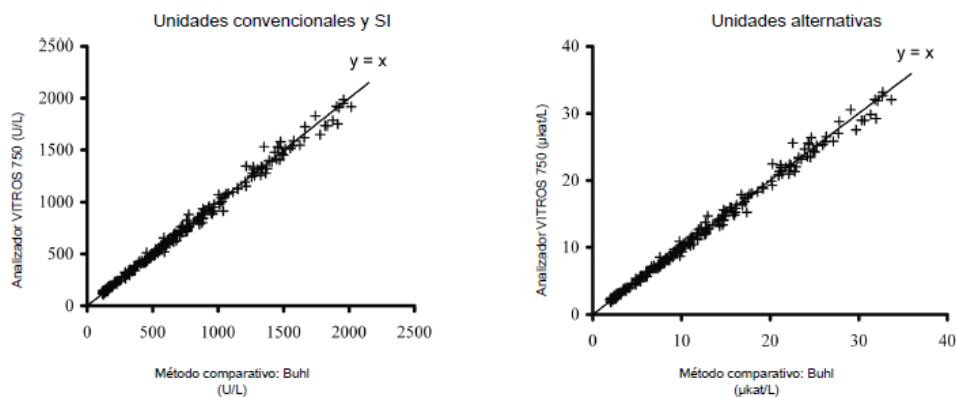 Unidades convencionales y SI
2500
2000
1500
1000
500
0
y = x
Analizador VITROS 750 (U/L)
0 500 1000 1500 2000 2500
Método comparativo: Buhl
(U/L)
Unidades alternativas
40
30
20
10
0
y = x
Analizador VITROS 750 (µkat/L)
0 10 20 30 40
Método comparativo: Buhl
(µkat/L)